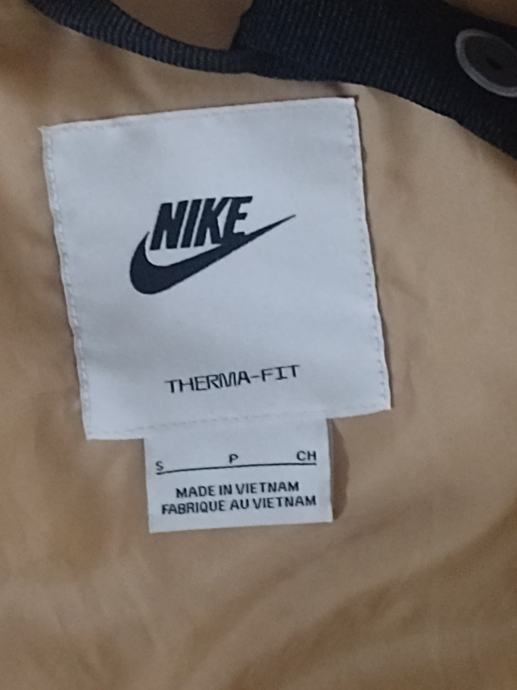 NIKE
THERMA-FIT
S P CH
MADE IN VIETNAM
FABRIQUE AU VIETNAM